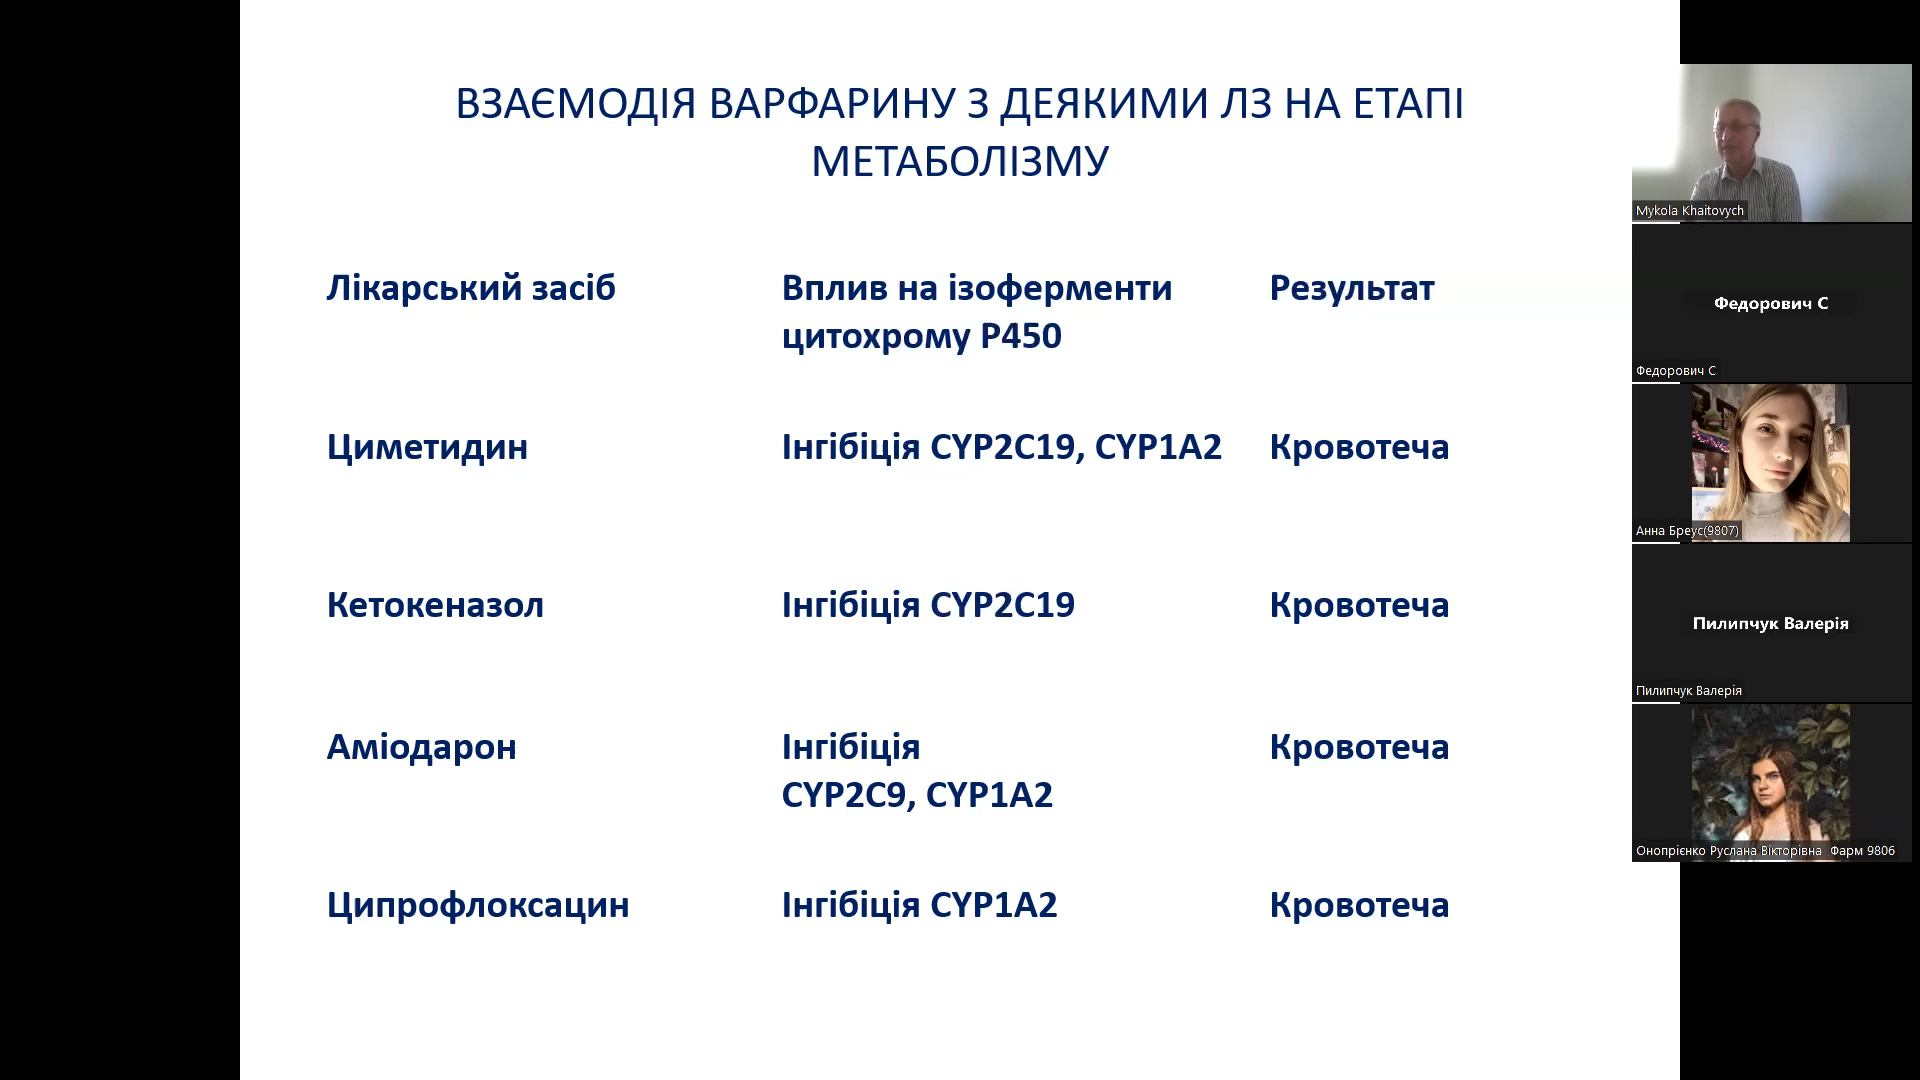 ВЗАЄМОДІЯ ВАРФАРИНУ З ДЕЯКИМИ ЛЗ НА ЕТАПІ
МЕТАБОЛІЗМУ
Лікарський засіб
Вплив на ізоферменти
цитохрому Р450
Результат
Циметидин
Інгібіція CYP2C19, CYP1A2
Кровотеча
Кетокеназол
Інгібіція CYP2C19
Кровотеча
Аміодарон
Інгібіція
CYP2C9, CYP1A2
Кровотеча
Ципрофлоксацин
Інгібіція CYP1A2
Кровотеча
Mykola Khaitovych
Федорович С
Федорович С
Анна Бреус(9807)
Пилипчук Валерія
Пилипчук Валерія
Онопрієнко Руслана Вікторівна Фарм 9806